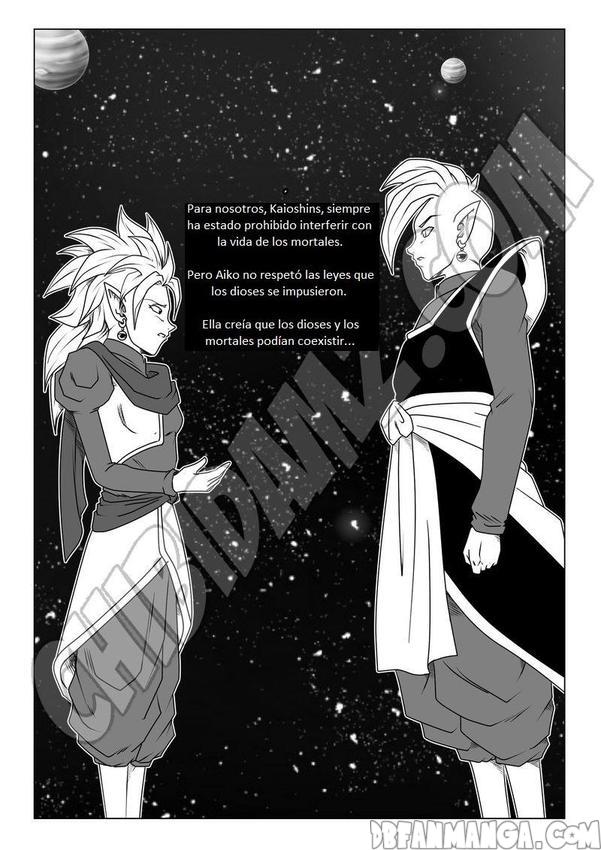 Para nosotros, Kaioshins, siempre
ha estado prohibido interferir con
la vida de los mortales.
Pero Aiko no respetó las leyes que
los dioses se impusieron.
Ella creía que los dioses y los
mortales podían coexistir...
CHIBIDAMZ.COM
DBFANMANGA.COM